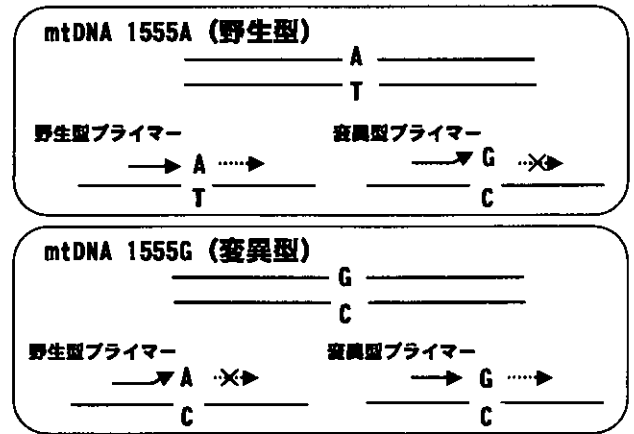 mtDNA 1555A (野生型)
A
T
野生型プライマー 変異型プライマー
A G
T C
mtDNA 1555G (変異型)
G
C
野生型プライマー 変異型プライマー
A G
C C